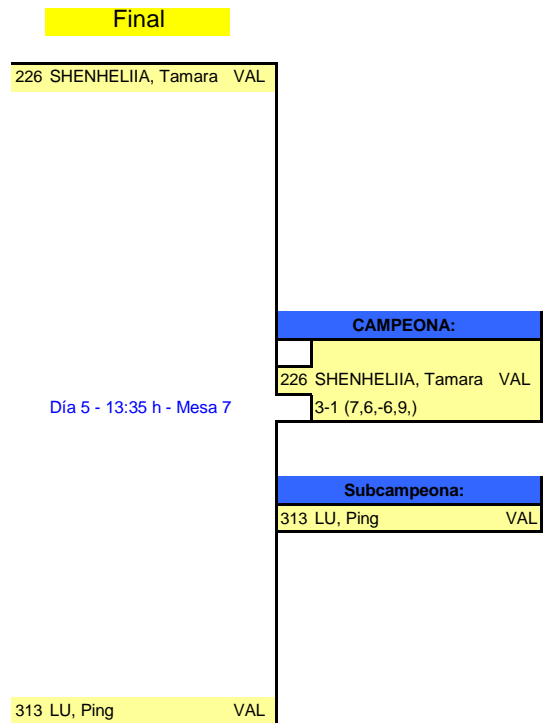 Final
226 SHENHELIIA, Tamara VAL
CAMPEONA:
226 SHENHELIIA, Tamara VAL
Día 5 - 13:35 h - Mesa 7 3-1 (7,6,-6,9,)
Subcampeona:
313 LU, Ping VAL
313 LU, Ping VAL